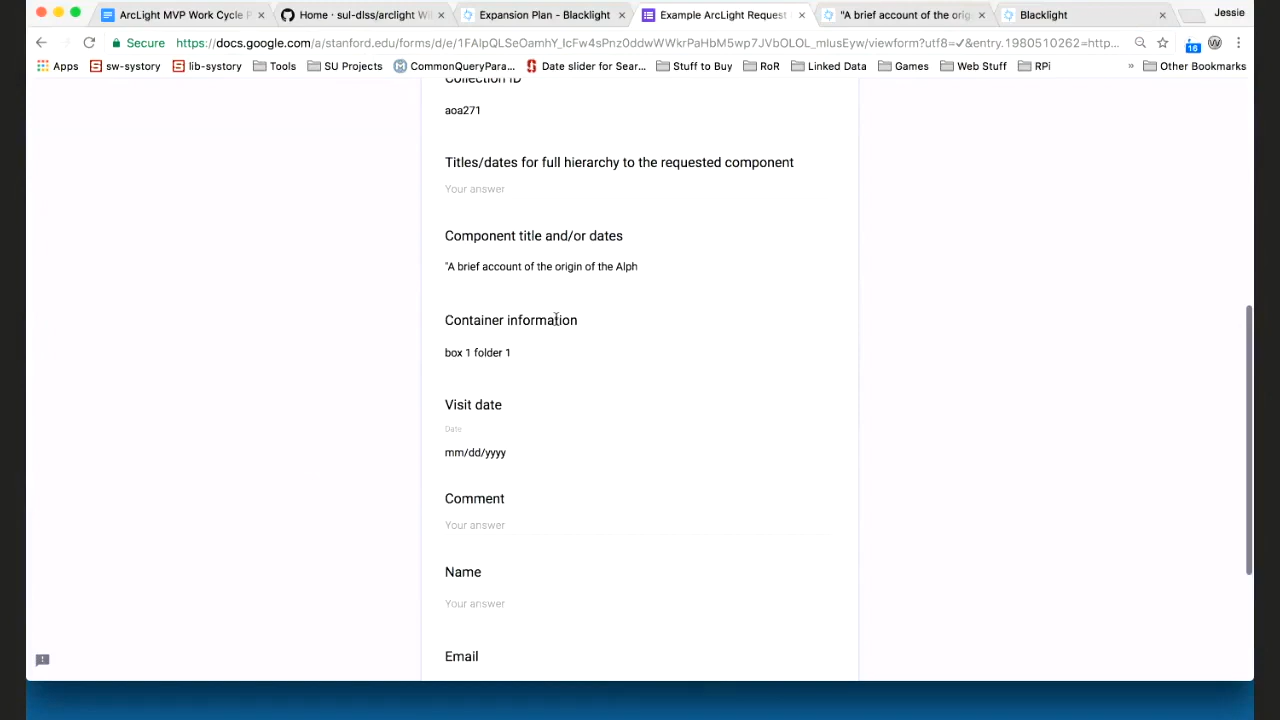 ArcLight MVP Work Cycle P
Home · sul-dlss/arclight Wil
Expansion Plan - Blacklight
Example ArcLight Request
"A brief account of the orig
Blacklight
Jessie
Secure
https://docs.google.com/a/stanford.edu/forms/d/e/1FAIpQLSeOamhY_IcFw4sPnz0ddwWWkrPaHbM5wp7JVbOLOL_mIusEyw/viewform?utf8=✓&entry.1980510262=http...
16
Apps
sw-systory
lib-systory
Tools
SU Projects
CommonQueryPara...
Date slider for Sear...
Stuff to Buy
RoR
Linked Data
Games
Web Stuff
RPi
»
Other Bookmarks
Collection ID
aoa271
Titles/dates for full hierarchy to the requested component
Your answer
Component title and/or dates
"A brief account of the origin of the Alph
Container information
box 1 folder 1
Visit date
Date
mm/dd/yyyy
Comment
Your answer
Name
Your answer
Email